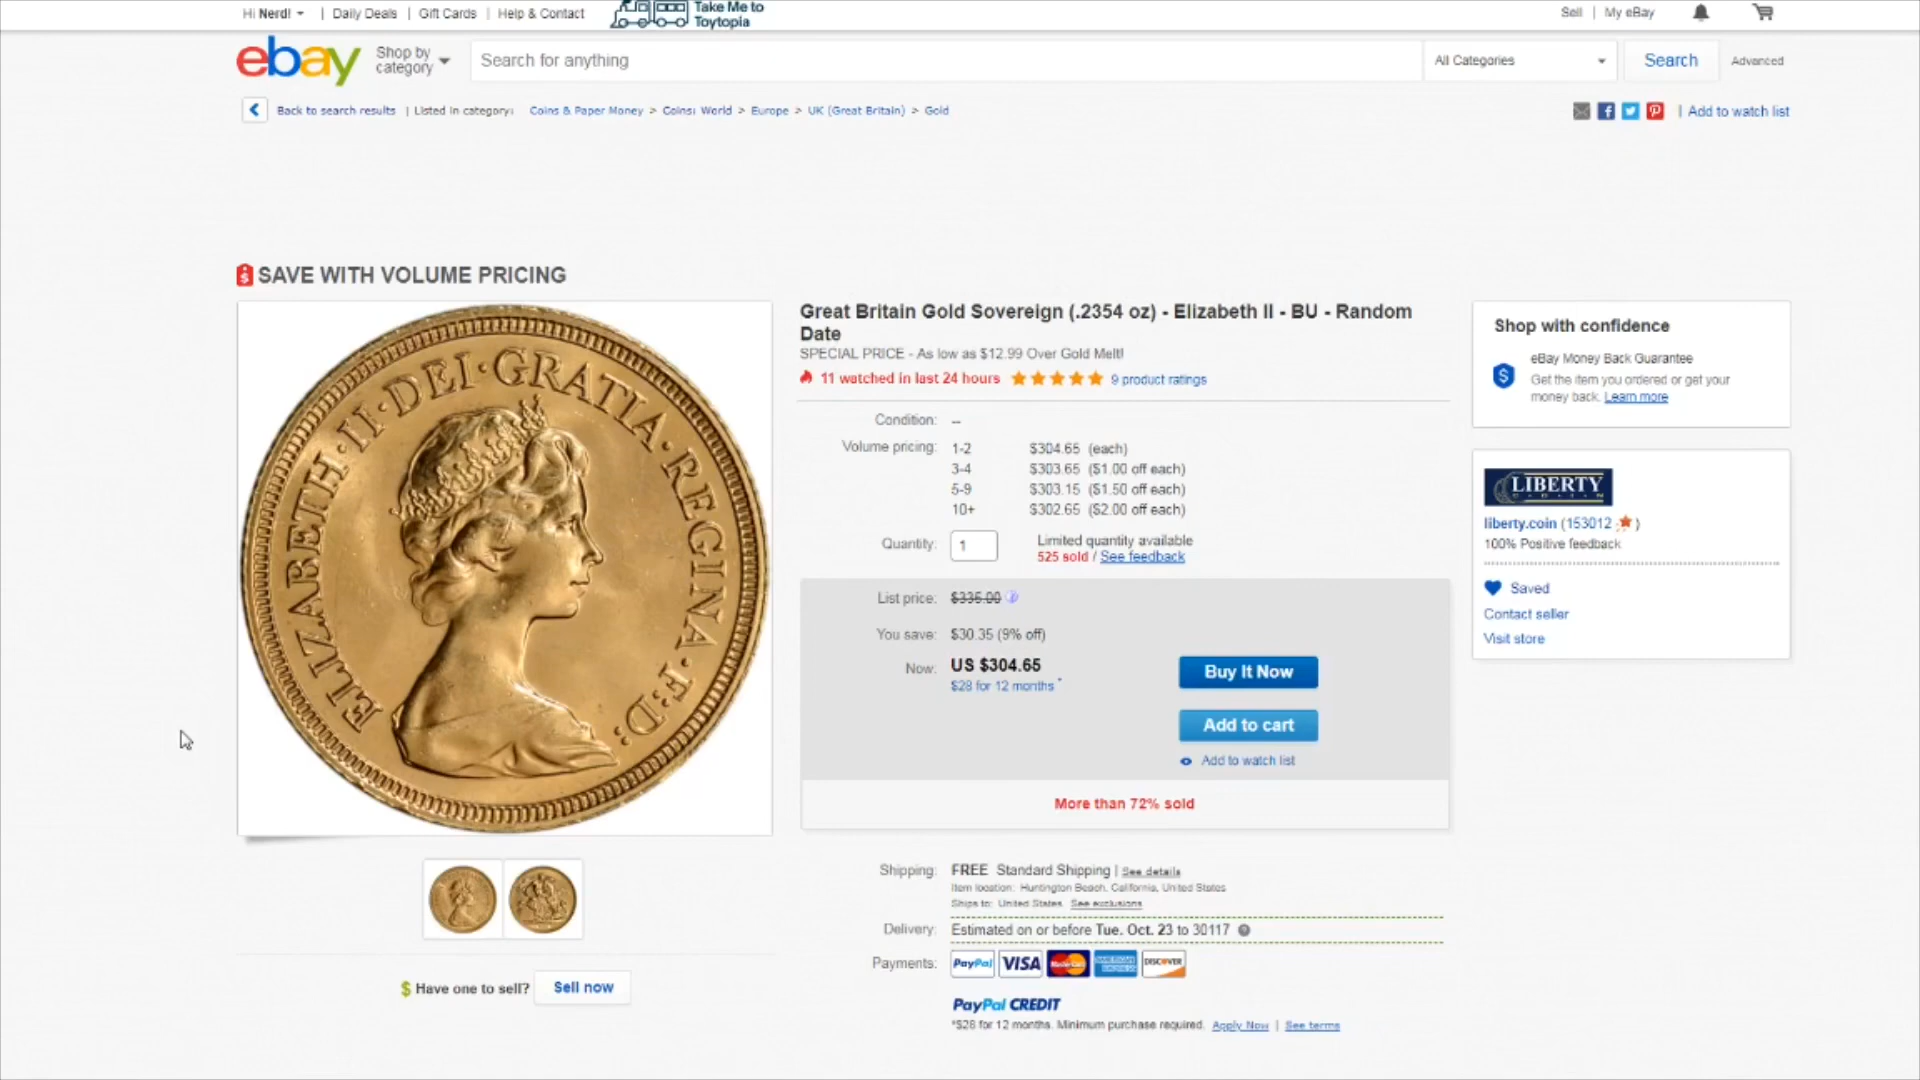 Hi Nerd! | Daily Deals | Gift Cards | Help & Contact
Take Me to
Toytopia
Sell | My eBay
ebay
Shop by
category
Search for anything
All Categories
Search
Advanced
Back to search results | Listed in category: Coins & Paper Money > Coins: World > Europe > UK (Great Britain) > Gold
| Add to watch list
SAVE WITH VOLUME PRICING
ELIZABETH·II·DEI·GRATIA·REGINA·F:D:
Great Britain Gold Sovereign (.2354 oz) - Elizabeth II - BU - Random
Date
SPECIAL PRICE - As low as $12.99 Over Gold Melt!
11 watched in last 24 hours 9 product ratings
Condition: --
Volume pricing: 1-2 $304.65 (each)
3-4 $303.65 ($1.00 off each)
5-9 $303.15 ($1.50 off each)
10+ $302.65 ($2.00 off each)
Quantity: 1 Limited quantity available
525 sold / See feedback
List price: $335.00
You save: $30.35 (9% off)
Now: US $304.65
$28 for 12 months *
Buy It Now
Add to cart
Add to watch list
More than 72% sold
Shipping: FREE Standard Shipping | See details
Item location: Huntington Beach, California, United States
Ships to: United States See exclusions
Delivery: Estimated on or before Tue. Oct. 23 to 30117
Payments: PayPal VISA MasterCard AMERICAN EXPRESS DISCOVER
PayPal CREDIT
*$28 for 12 months. Minimum purchase required. Apply Now | See terms
$ Have one to sell? Sell now
Shop with confidence
eBay Money Back Guarantee
Get the item you ordered or get your
money back. Learn more
LIBERTY
COIN
liberty.coin (153012 )
100% Positive feedback
Saved
Contact seller
Visit store